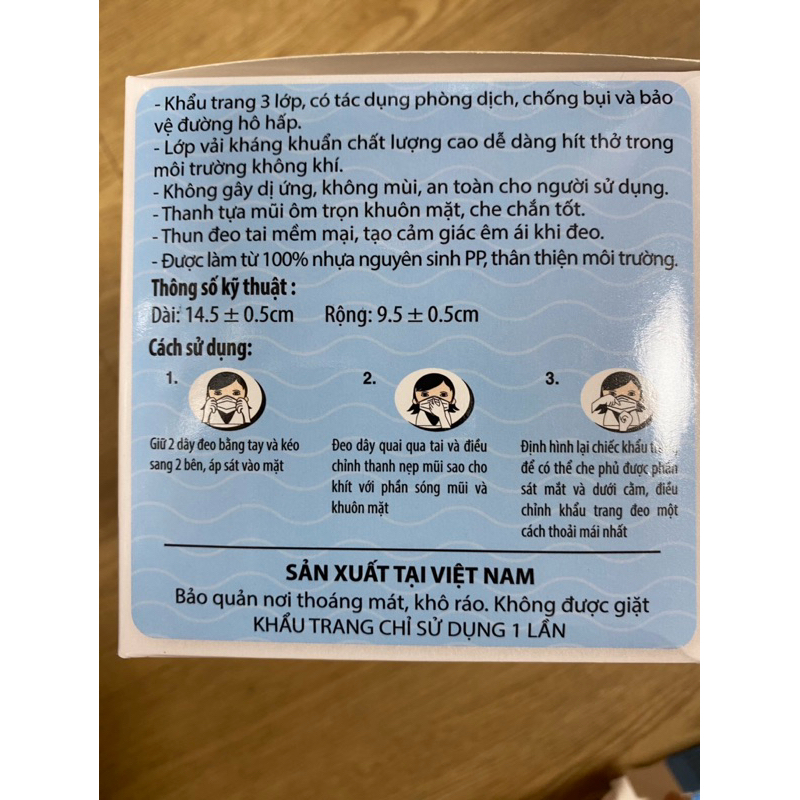 - Khẩu trang 3 lớp, có tác dụng phòng dịch, chống bụi và bảo
vệ đường hô hấp.
- Lớp vải kháng khuẩn chất lượng cao dễ dàng hít thở trong
môi trường không khí.
- Không gây dị ứng, không mùi, an toàn cho người sử dụng.
- Thanh tựa mũi ôm trọn khuôn mặt, che chắn tốt.
- Thun đeo tai mềm mại, tạo cảm giác êm ái khi đeo.
- Được làm từ 100% nhựa nguyên sinh PP, thân thiện môi trường.
Thông số kỹ thuật :
Dài: 14.5 ± 0.5cm Rộng: 9.5 ± 0.5cm
Cách sử dụng:
1.
Giữ 2 dây đeo bằng tay và kéo
sang 2 bên, áp sát vào mặt
2.
Đeo dây quai qua tai và điều
chỉnh thanh nẹp mũi sao cho
khít với phần sóng mũi và
khuôn mặt
3.
Định hình lại chiếc khẩu
để có thể che phủ được phần
sát mắt và dưới cằm, điều
chỉnh khẩu trang đeo một
cách thoải mái nhất
SẢN XUẤT TẠI VIỆT NAM
Bảo quản nơi thoáng mát, khô ráo. Không được giặt
KHẨU TRANG CHỈ SỬ DỤNG 1 LẦN